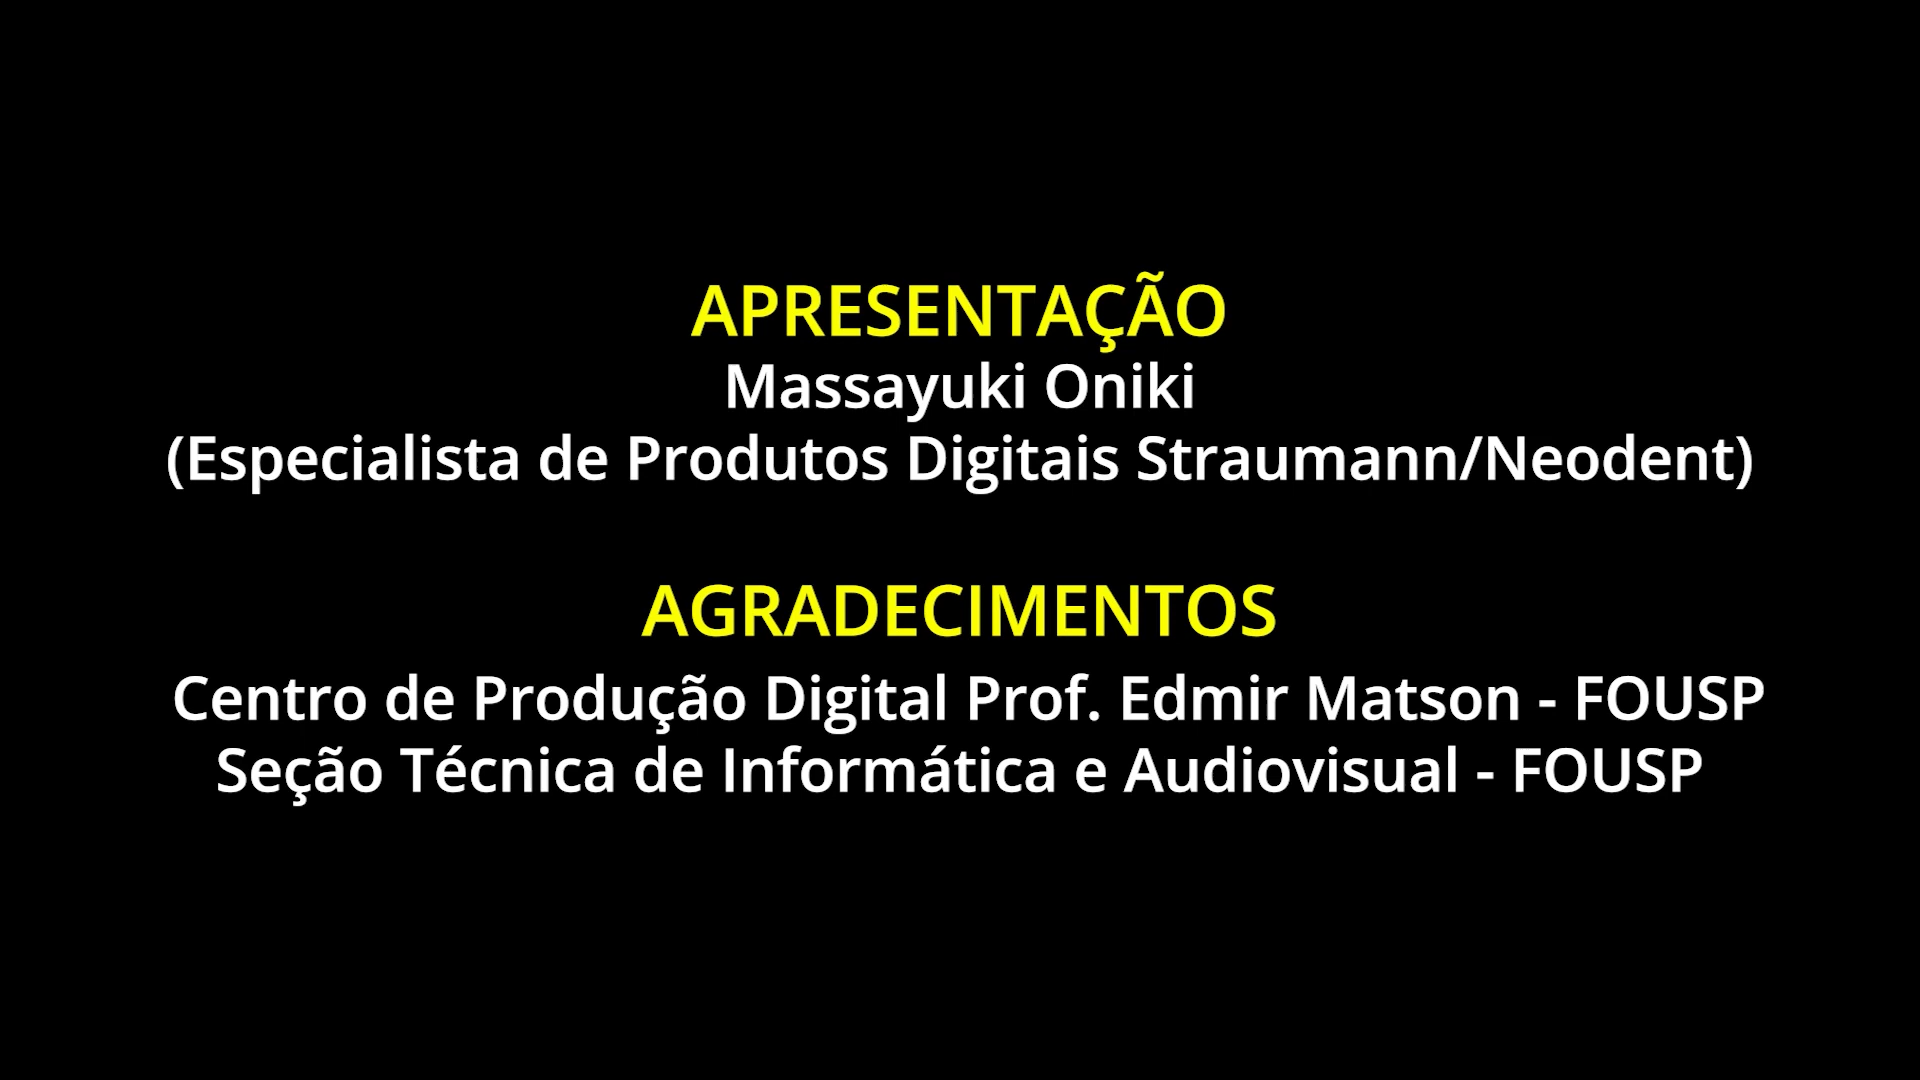 APRESENTAÇÃO
Massayuki Oniki
(Especialista de Produtos Digitais Straumann/Neodent)
AGRADECIMENTOS
Centro de Produção Digital Prof. Edmir Matson - FOUSP
Seção Técnica de Informática e Audiovisual - FOUSP